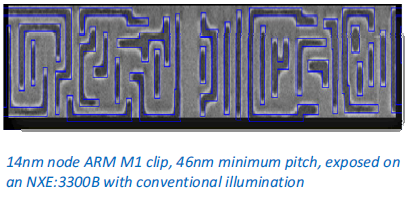 14nm node ARM M1 clip, 46nm minimum pitch, exposed on
an NXE:3300B with conventional illumination